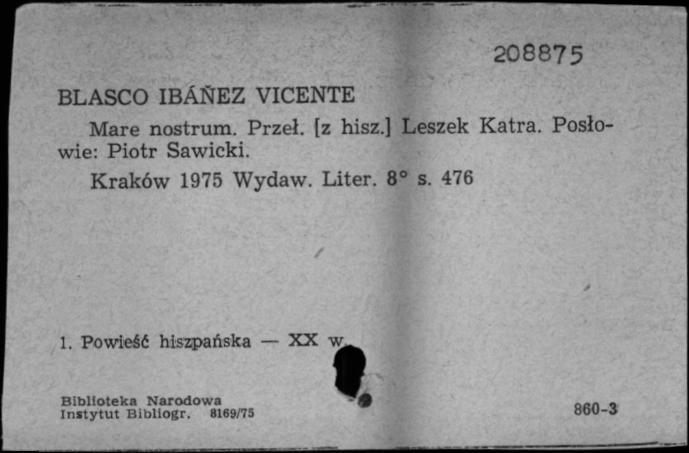 208875
BLASCO IBÁÑEZ VICENTE
Mare nostrum. Przeł. [z hisz.] Leszek Katra. Posło-
wie: Piotr Sawicki.
Kraków 1975 Wydaw. Liter. 8° s. 476
1. Powieść hiszpańska — XX w.
Biblioteka Narodowa
Instytut Bibliogr. 8169/75
860-3